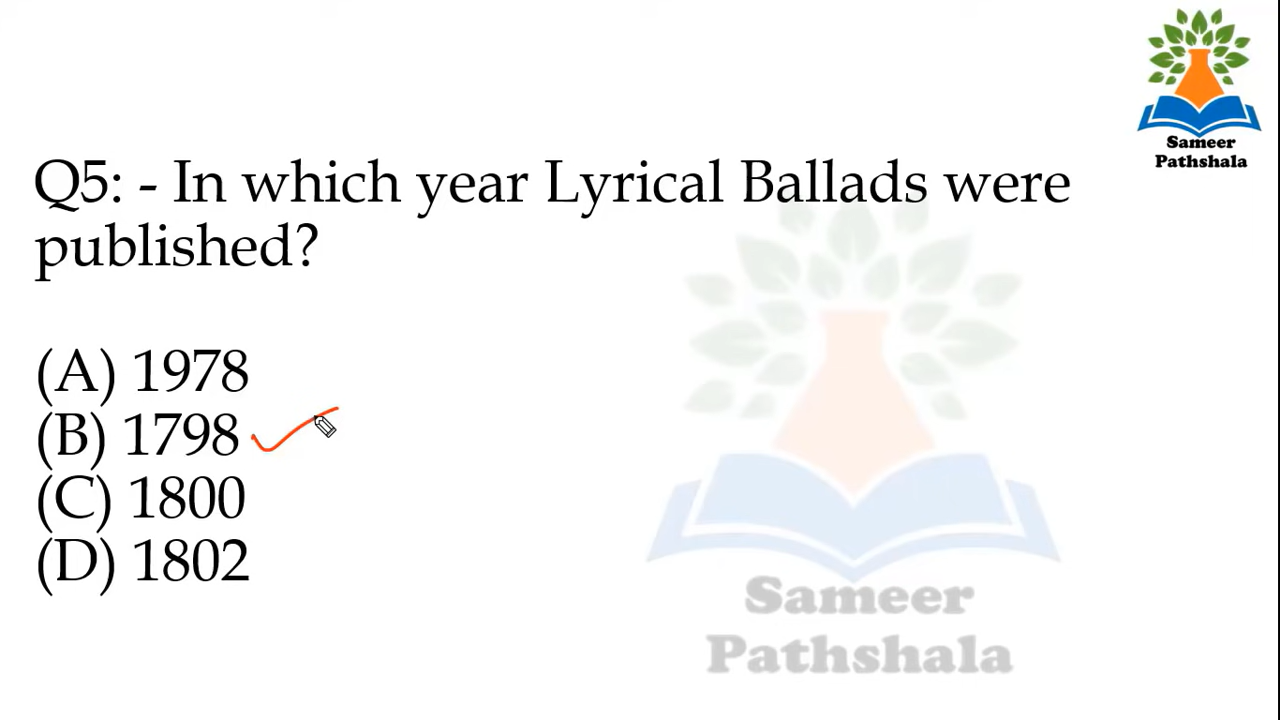 Sameer
Pathshala
Q5: - In which year Lyrical Ballads were
published?
(A) 1978
(B) 1798
(C) 1800
(D) 1802
Sameer
Pathshala